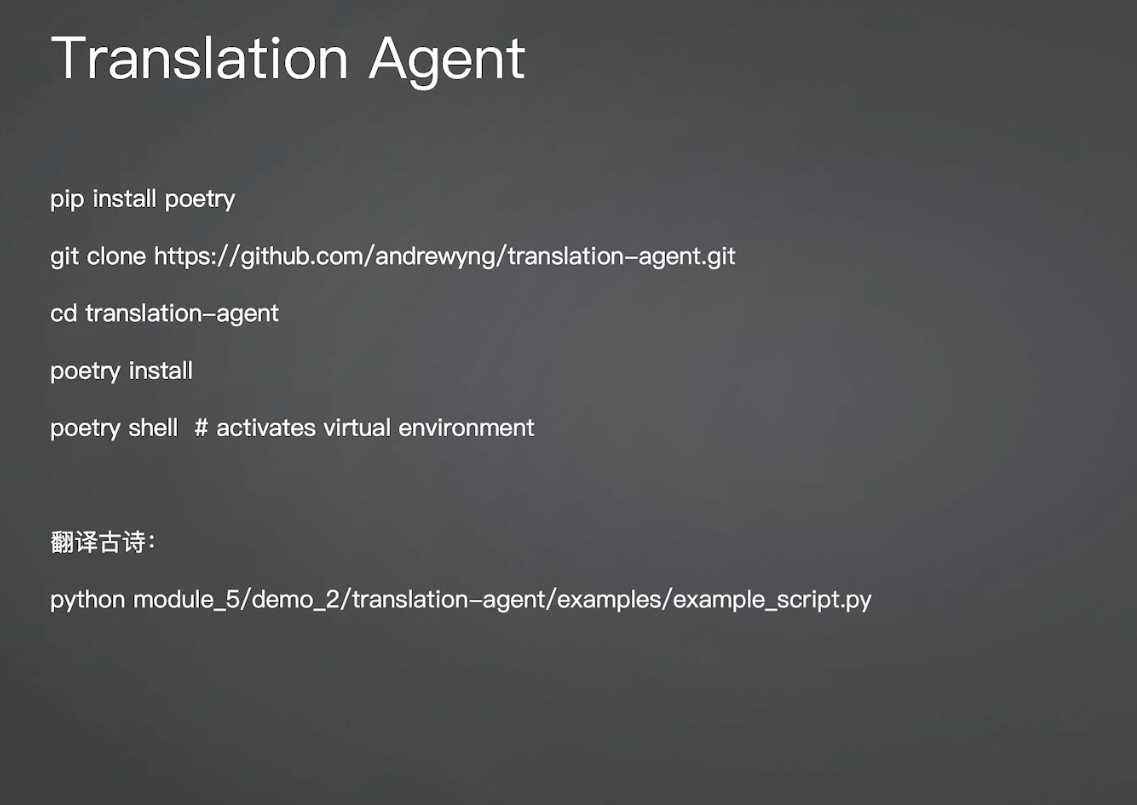 Translation Agent
pip install poetry
git clone https://github.com/andrewyng/translation-agent.git
cd translation-agent
poetry install
poetry shell  # activates virtual environment
翻译古诗：
python module_5/demo_2/translation-agent/examples/example_script.py